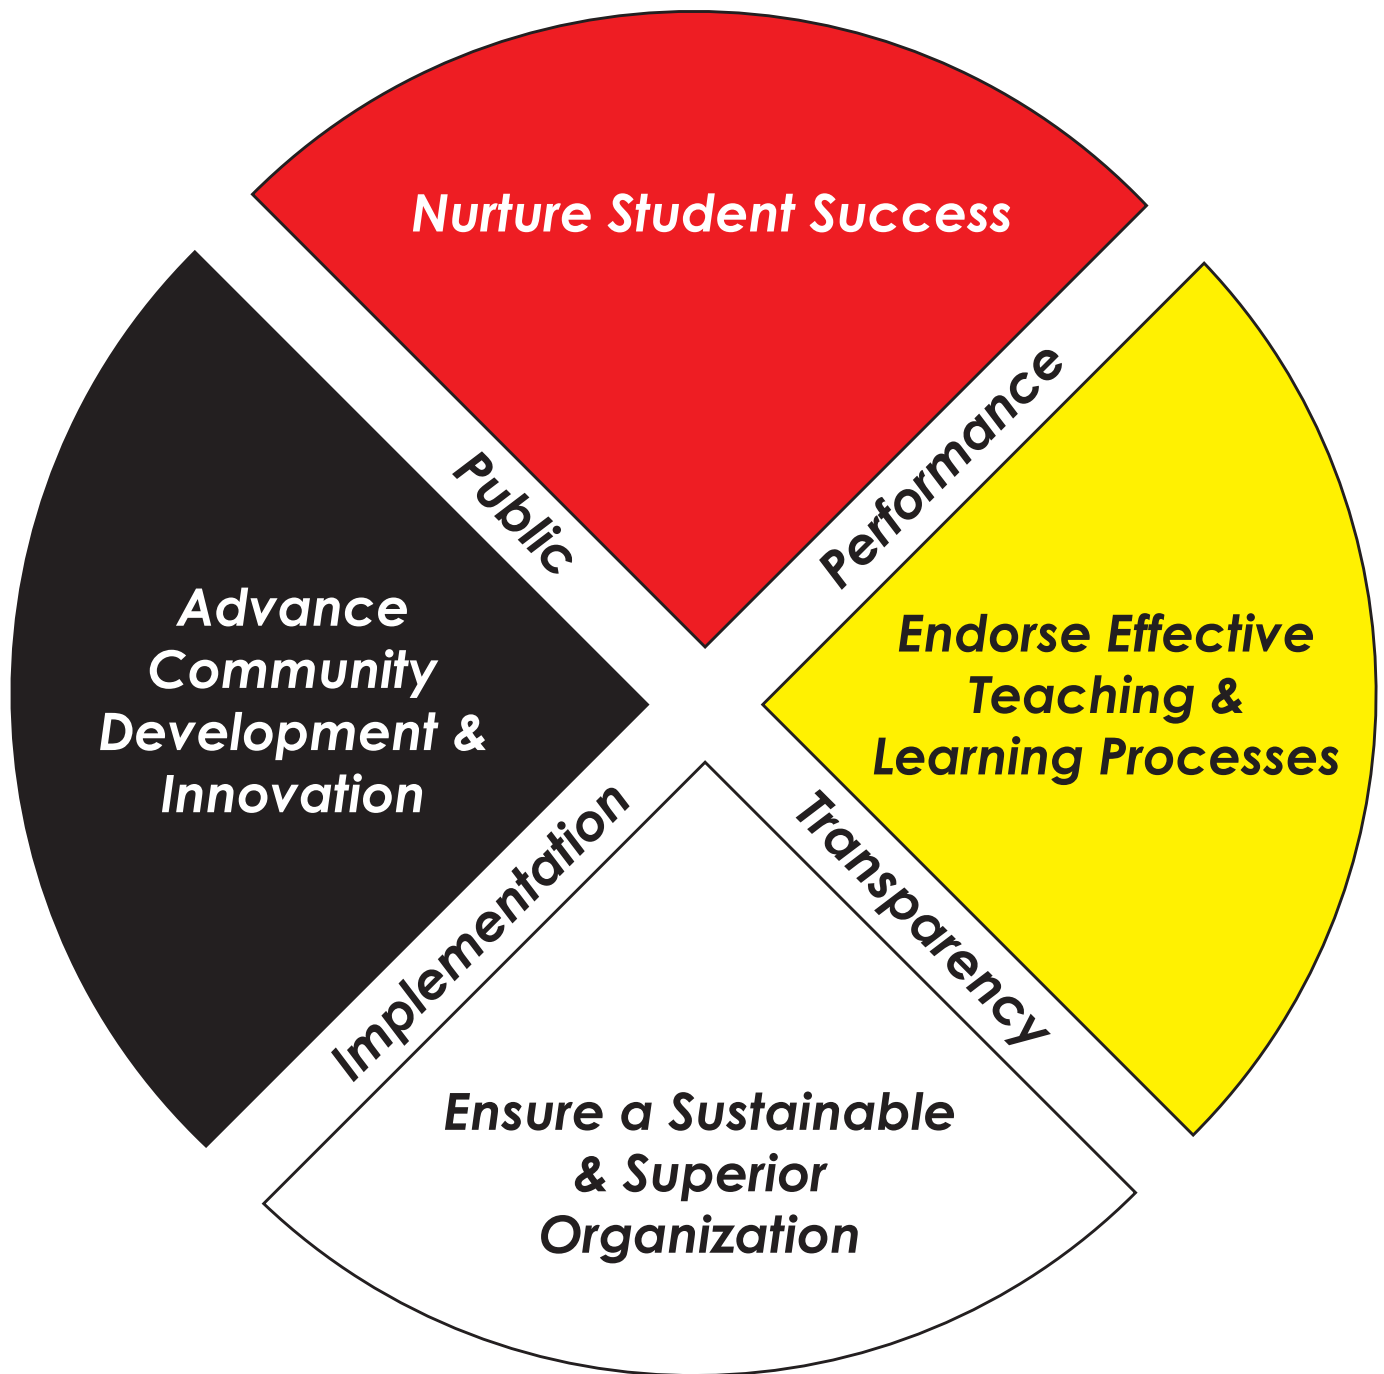 Nurture Student Success
Public
Performance
Advance
Community
Development &
Innovation
Endorse Effective
Teaching &
Learning Processes
Implementation
Transparency
Ensure a Sustainable
& Superior
Organization